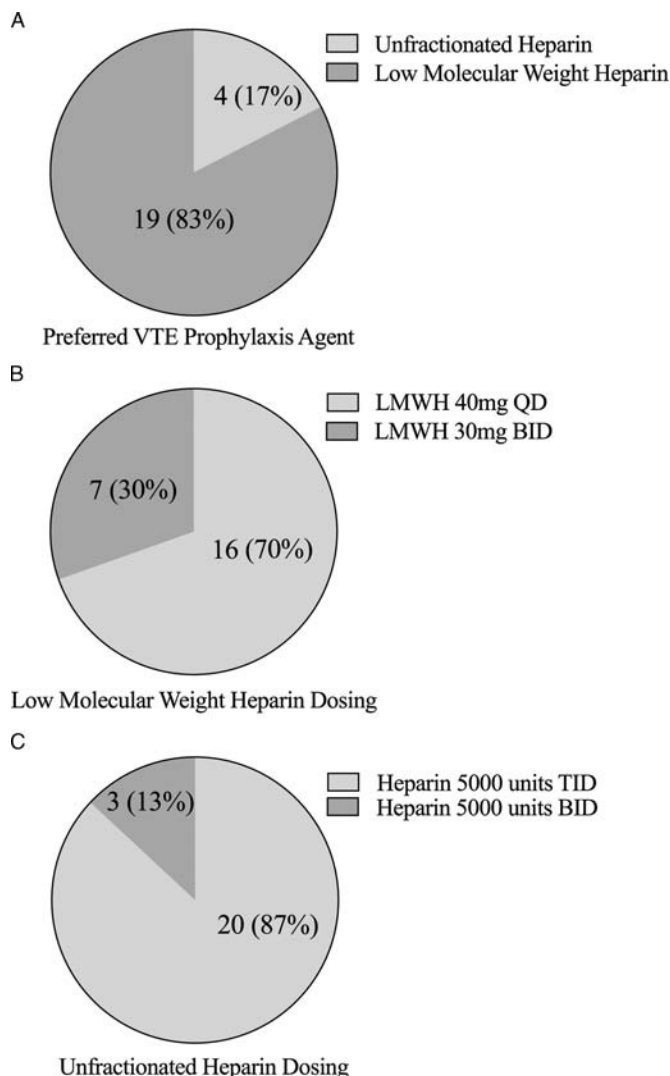 A
Unfractionated Heparin
Low Molecular Weight Heparin
4 (17%)
19 (83%)
Preferred VTE Prophylaxis Agent
B
LMWH 40mg QD
LMWH 30mg BID
7 (30%)
16 (70%)
Low Molecular Weight Heparin Dosing
C
Heparin 5000 units TID
Heparin 5000 units BID
3 (13%)
20 (87%)
Unfractionated Heparin Dosing